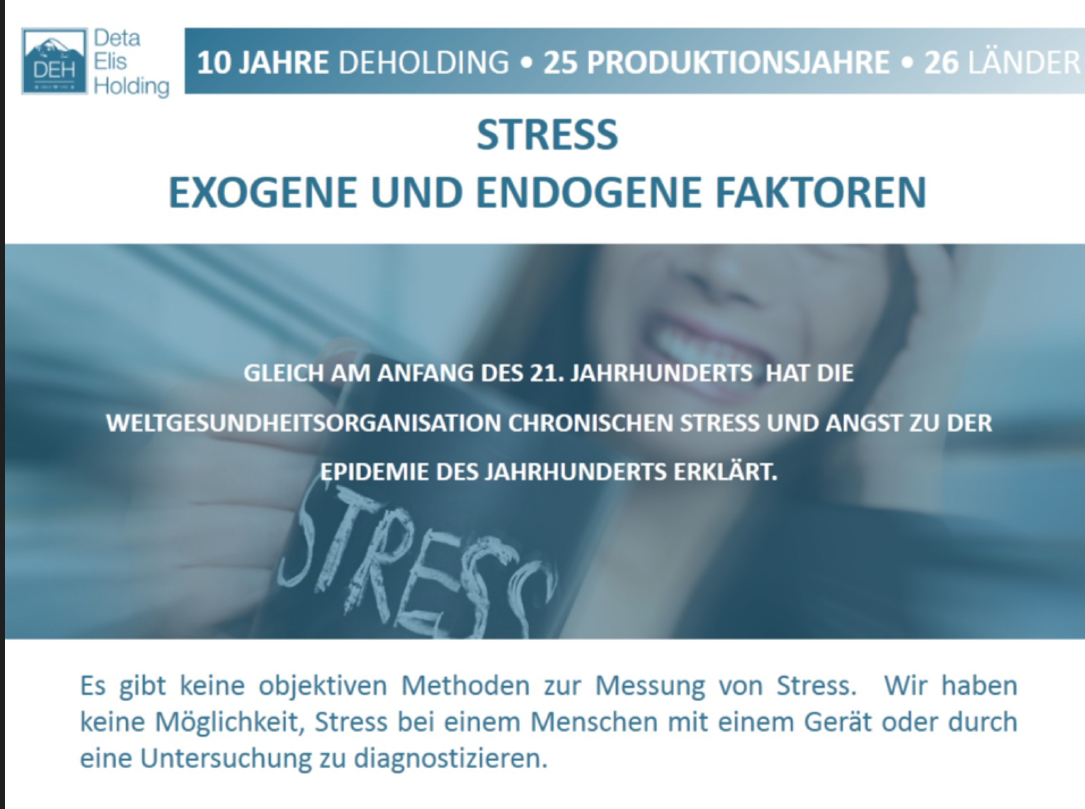 Deta
Elis
Holding
DEH
10 JAHRE DEHOLDING • 25 PRODUKTIONSJAHRE • 26 LÄNDER
STRESS
EXOGENE UND ENDOGENE FAKTOREN
GLEICH AM ANFANG DES 21. JAHRHUNDERTS HAT DIE
WELTGESUNDHEITSORGANISATION CHRONISCHEN STRESS UND ANGST ZU DER
EPIDEMIE DES JAHRHUNDERTS ERKLÄRT.
STRESS
Es gibt keine objektiven Methoden zur Messung von Stress. Wir haben
keine Möglichkeit, Stress bei einem Menschen mit einem Gerät oder durch
eine Untersuchung zu diagnostizieren.